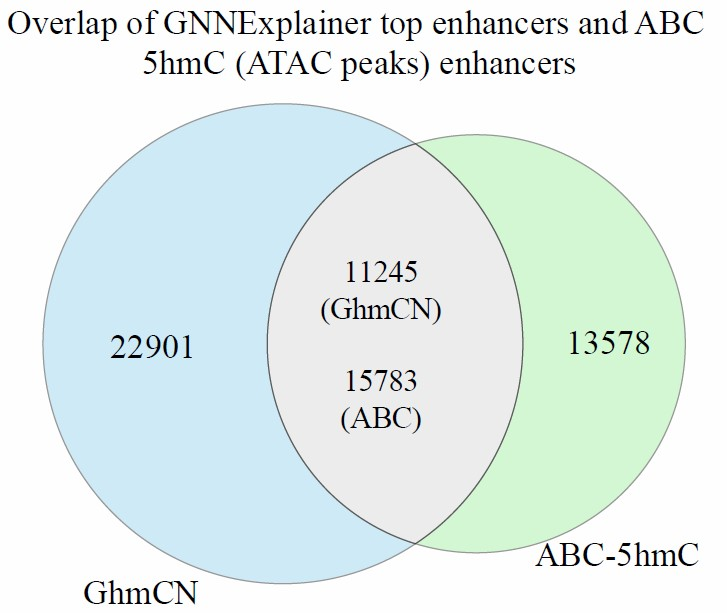 Overlap of GNNExplainer top enhancers and ABC
5hmC (ATAC peaks) enhancers
11245
(GhmCN)
22901
13578
15783
(ABC)
ABC-5hmC
GhmCN